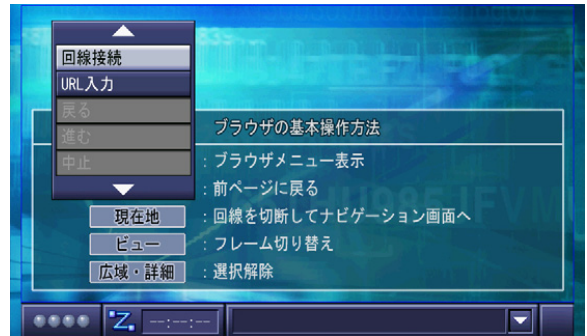 回線接続
URL入力
戻る
進む
中止
ブラウザの基本操作方法
：ブラウザメニュー表示
：前ページに戻る
現在地 ：回線を切断してナビゲーション画面へ
ビュー ：フレーム切り替え
広域・詳細 ：選択解除
Z. --:--:--